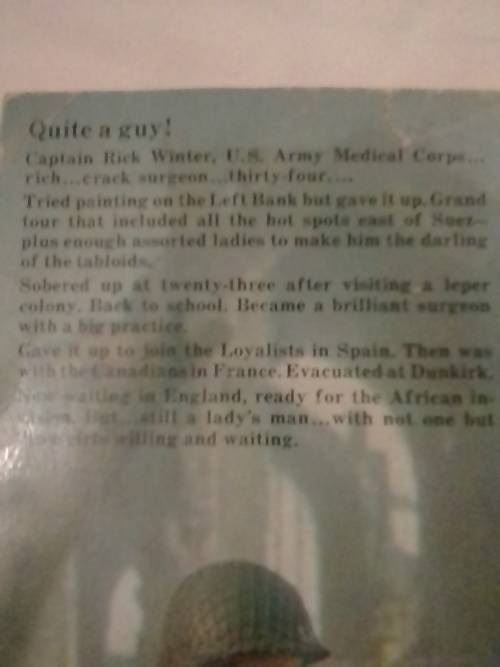 Quite a guy!
Captain Rick Winter, U.S. Army Medical Corps...
rich...crack surgeon...thirty-four....
Tried painting on the Left Bank but gave it up. Grand
tour that included all the hot spots east of Suez—
plus enough assorted ladies to make him the darling
of the tabloids.
Sobered up at twenty-three after visiting a leper
colony. Back to school. Became a brilliant surgeon
with a big practice.
Gave it up to join the Loyalists in Spain. Then was
with the Canadians in France. Evacuated at Dunkirk.
Now waiting in England, ready for the African in-
vasion. But...still a lady's man...with not one but
girls willing and waiting.